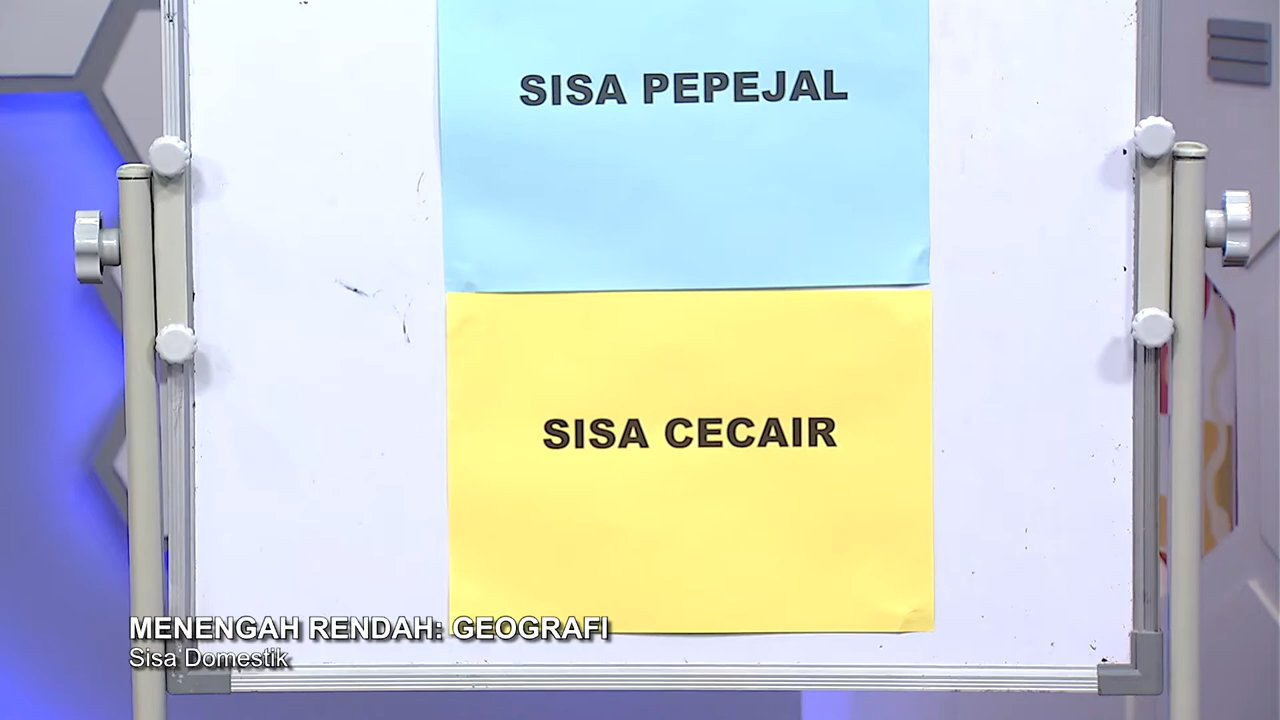 SISA PEPEJAL
SISA CECAIR
MENENGAH RENDAH: GEOGRAFI
Sisa Domestik